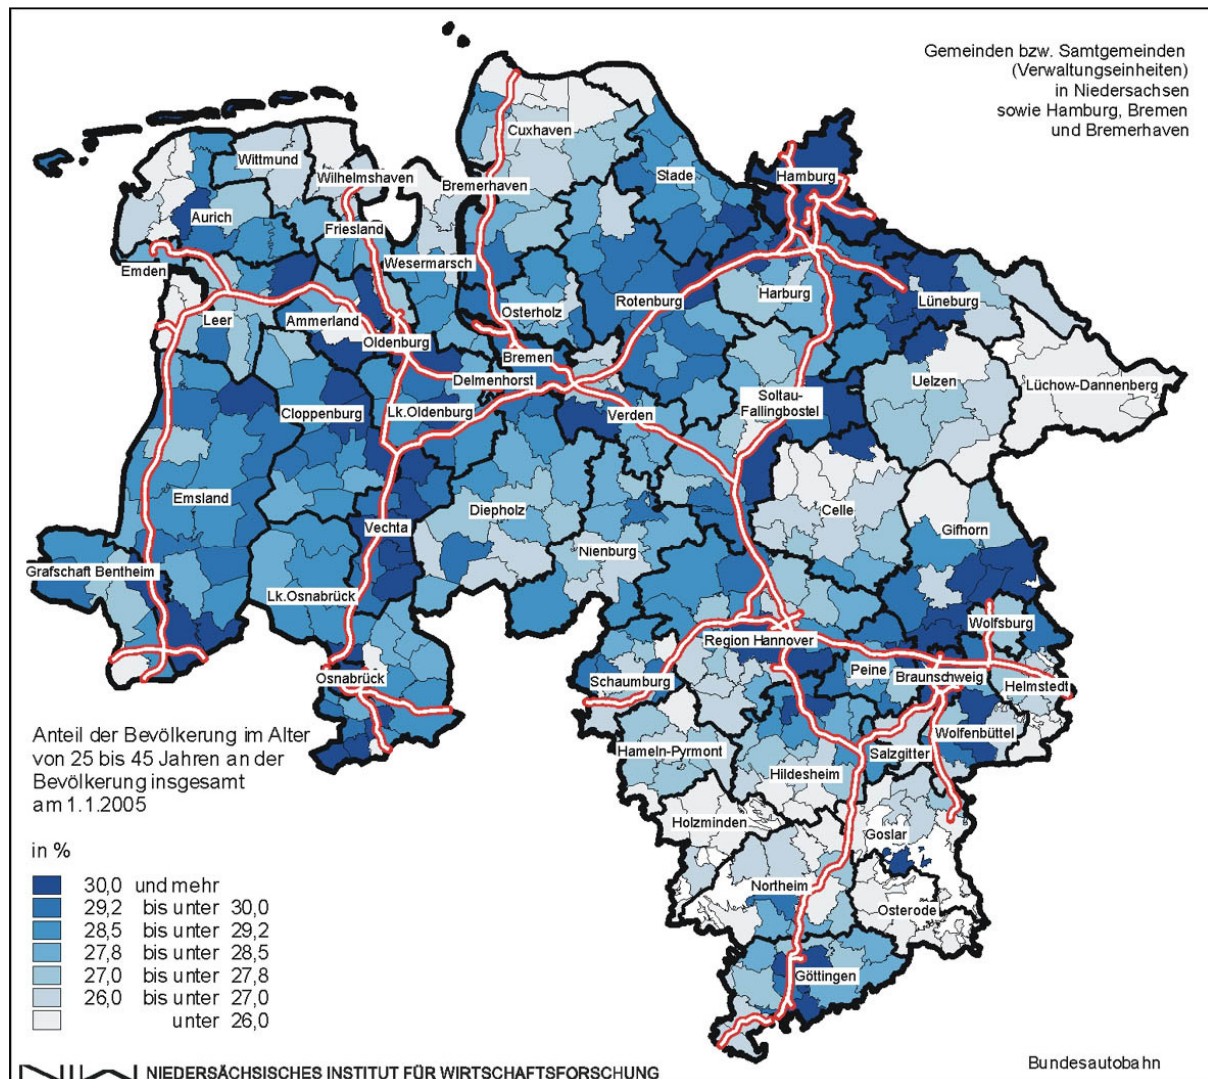 Gemeinden bzw. Samtgemeinden
(Verwaltungseinheiten)
in Niedersachsen
sowie Hamburg, Bremen
und Bremerhaven
Cuxhaven
Wittmund
Wilhelmshaven
Bremerhaven
Stade
Hamburg
Aurich
Friesland
Emden
Wesermarsch
Leer
Ammerland
Osterholz
Rotenburg
Harburg
Lüneburg
Oldenburg
Bremen
Delmenhorst
Uelzen
Lüchow-Dannenberg
Cloppenburg
Lk.Oldenburg
Verden
Soltau-
Fallingbostel
Emsland
Vechta
Diepholz
Nienburg
Celle
Gifhorn
Grafschaft Bentheim
Lk.Osnabrück
Wolfsburg
Region Hannover
Osnabrück
Schaumburg
Peine
Braunschweig
Helmstedt
Wolfenbüttel
Hameln-Pyrmont
Salzgitter
Hildesheim
Holzminden
Goslar
Northeim
Osterode
Göttingen
Anteil der Bevölkerung im Alter
von 25 bis 45 Jahren an der
Bevölkerung insgesamt
am 1.1.2005
in %
30,0 und mehr
29,2 bis unter 30,0
28,5 bis unter 29,2
27,8 bis unter 28,5
27,0 bis unter 27,8
26,0 bis unter 27,0
unter 26,0
Bundesautobahn
NIEDERSÄCHSISCHES INSTITUT FÜR WIRTSCHAFTSFORSCHUNG